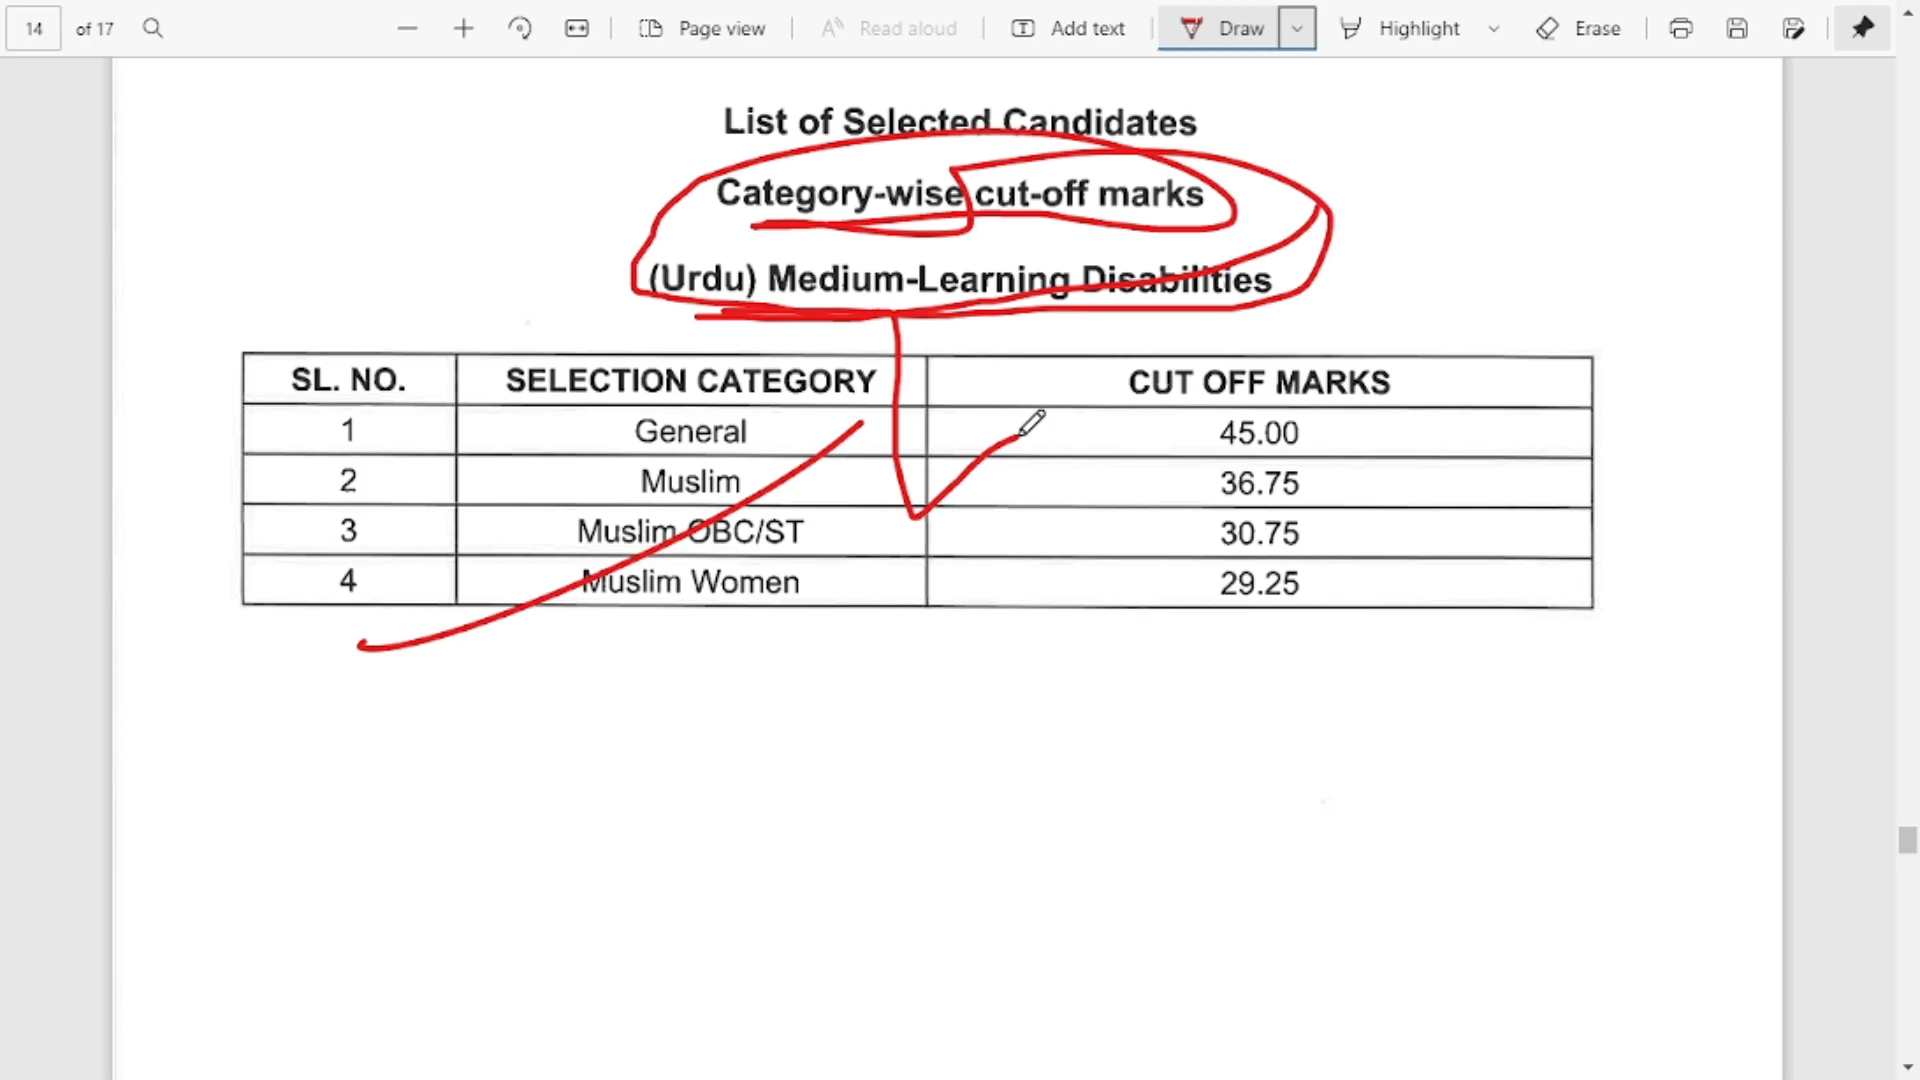 14 of 17 Page view Read aloud Add text Draw Highlight Erase
List of Selected Candidates
Category-wise cut-off marks
(Urdu) Medium-Learning Disabilities
SL. NO. SELECTION CATEGORY CUT OFF MARKS
1 General 45.00
2 Muslim 36.75
3 Muslim OBC/ST 30.75
4 Muslim Women 29.25